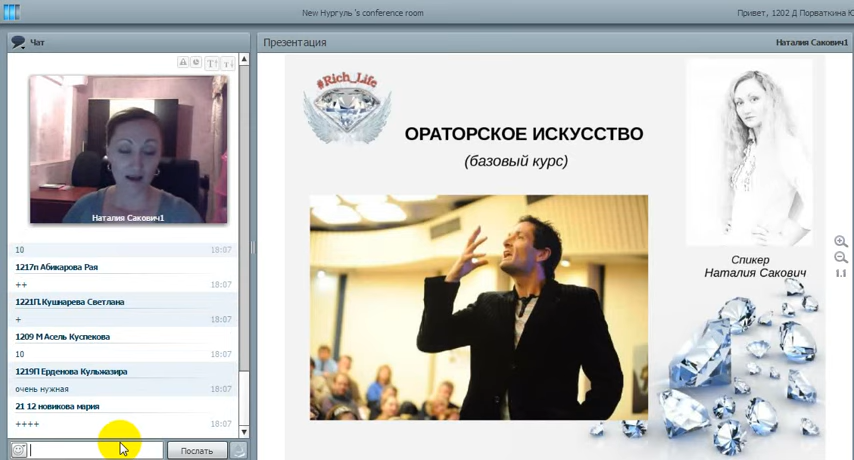 New Нургуль 's conference room
Привет, 1202 Д Порваткина Ю
Чат
Наталия Сакович1
10 18:07
1217п Абикарова Рая
++ 18:07
1221П.Кушнарева Светлана
+ 18:07
1209 М Асель Куспекова
10 18:07
1219П Ерденова Кульжазира
очень нужная 18:07
21 12 новикова мария
++++ 18:07
Послать
Презентация
Наталия Сакович1
#Rich_Life
ОРАТОРСКОЕ ИСКУССТВО
(базовый курс)
Спикер
Наталия Сакович
1:1